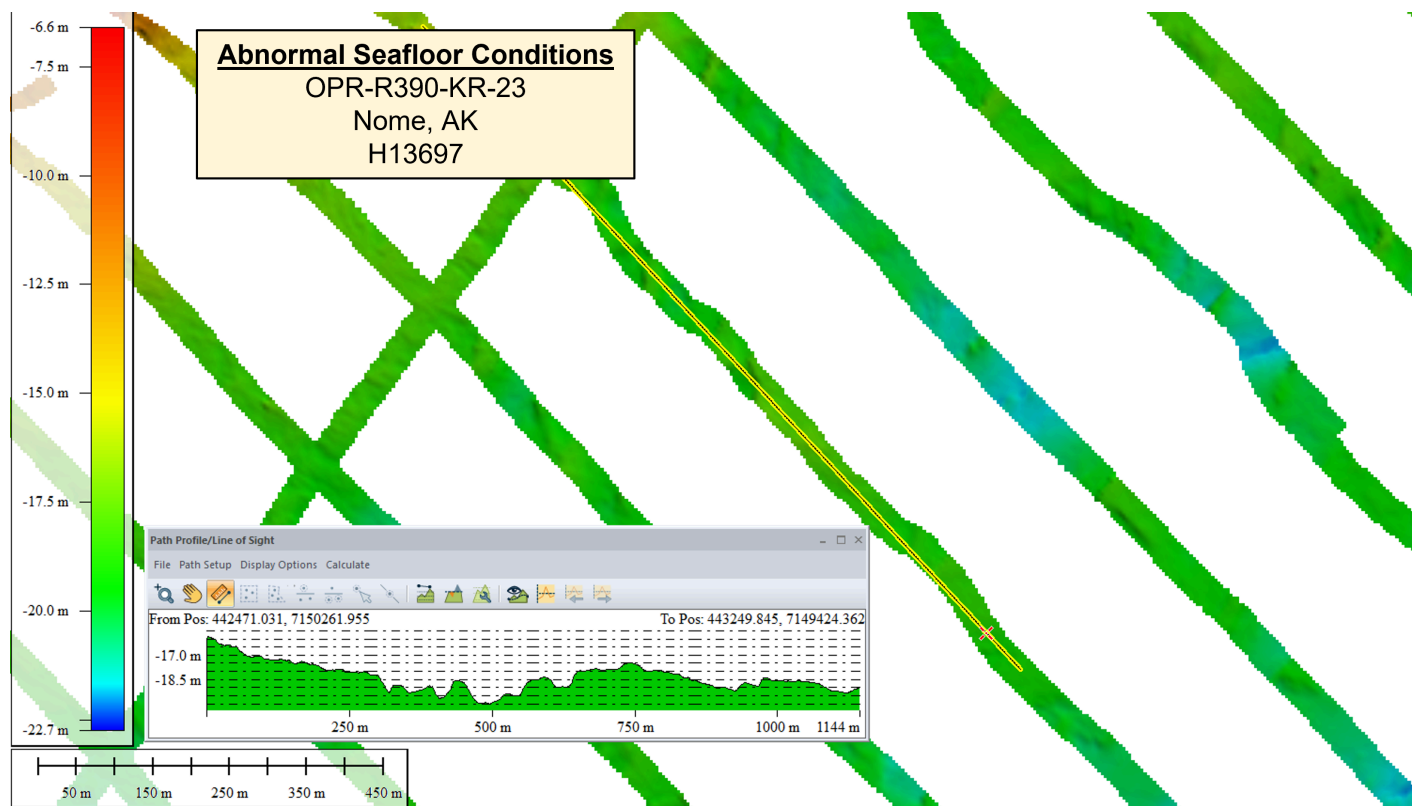 -6.6 m
-7.5 m
-10.0 m
-12.5 m
-15.0 m
-17.5 m
-20.0 m
-22.7 m
Abnormal Seafloor Conditions
OPR-R390-KR-23
Nome, AK
H13697
Path Profile/Line of Sight
File Path Setup Display Options Calculate
From Pos: 442471.031, 7150261.955 To Pos: 443249.845, 7149424.362
-17.0 m
-18.5 m
250 m 500 m 750 m 1000 m 1144 m
50 m 150 m 250 m 350 m 450 m